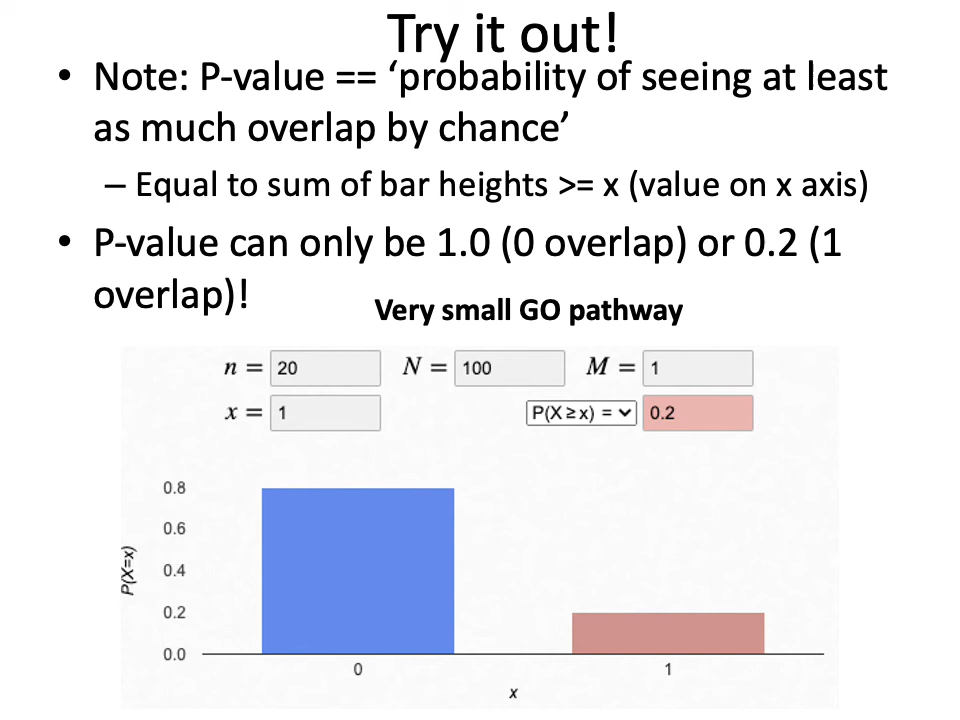 Try it out!
• Note: P-value == ‘probability of seeing at least
as much overlap by chance’
– Equal to sum of bar heights >= x (value on x axis)
• P-value can only be 1.0 (0 overlap) or 0.2 (1
overlap)!
Very small GO pathway
n = 20 N = 100 M = 1
x = 1 P(X ≥ x) = 0.2
0.8
0.6
0.4
0.2
0.0
P(X=x)
0 1
x